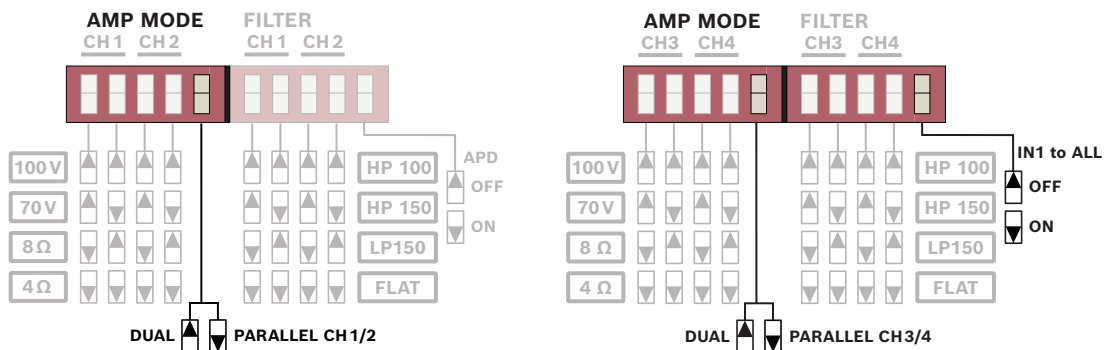 AMP MODE FILTER
CH 1 CH 2 CH 1 CH 2
100 V HP 100 APD
OFF
70 V HP 150
ON
8 Ω LP150
4 Ω FLAT
DUAL PARALLEL CH 1/2
AMP MODE FILTER
CH3 CH4 CH3 CH4
IN1 to ALL
100 V HP 100
OFF
70 V HP 150
ON
8 Ω LP150
4 Ω FLAT
DUAL PARALLEL CH3/4